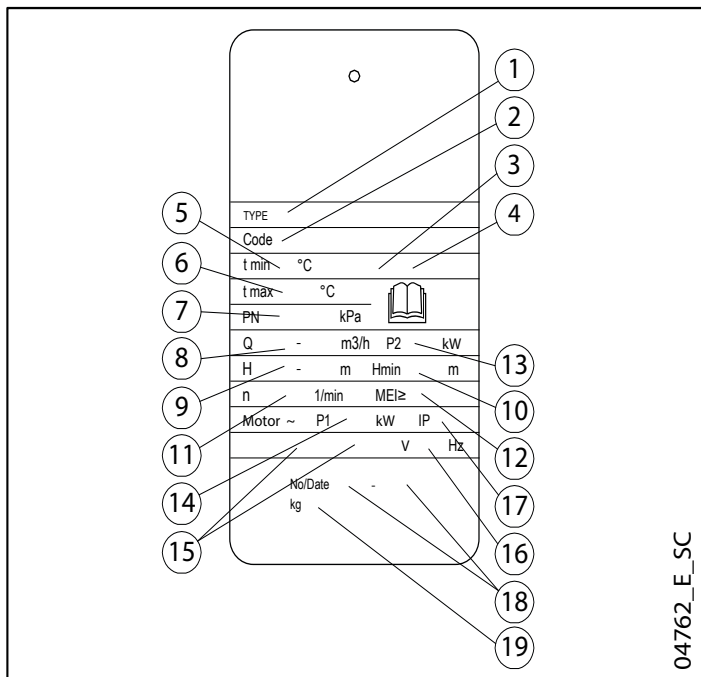 1
2
3
4
TYPE
5
Code
t min °C
6
t max °C
7
PN kPa
8
Q - m3/h P2 kW
13
H - m Hmin m
9
10
n 1/min MEI≥
11
12
Motor ~ P1 kW IP
V Hz
14
17
No/Date -
15
16
kg
18
19
04762_E_SC